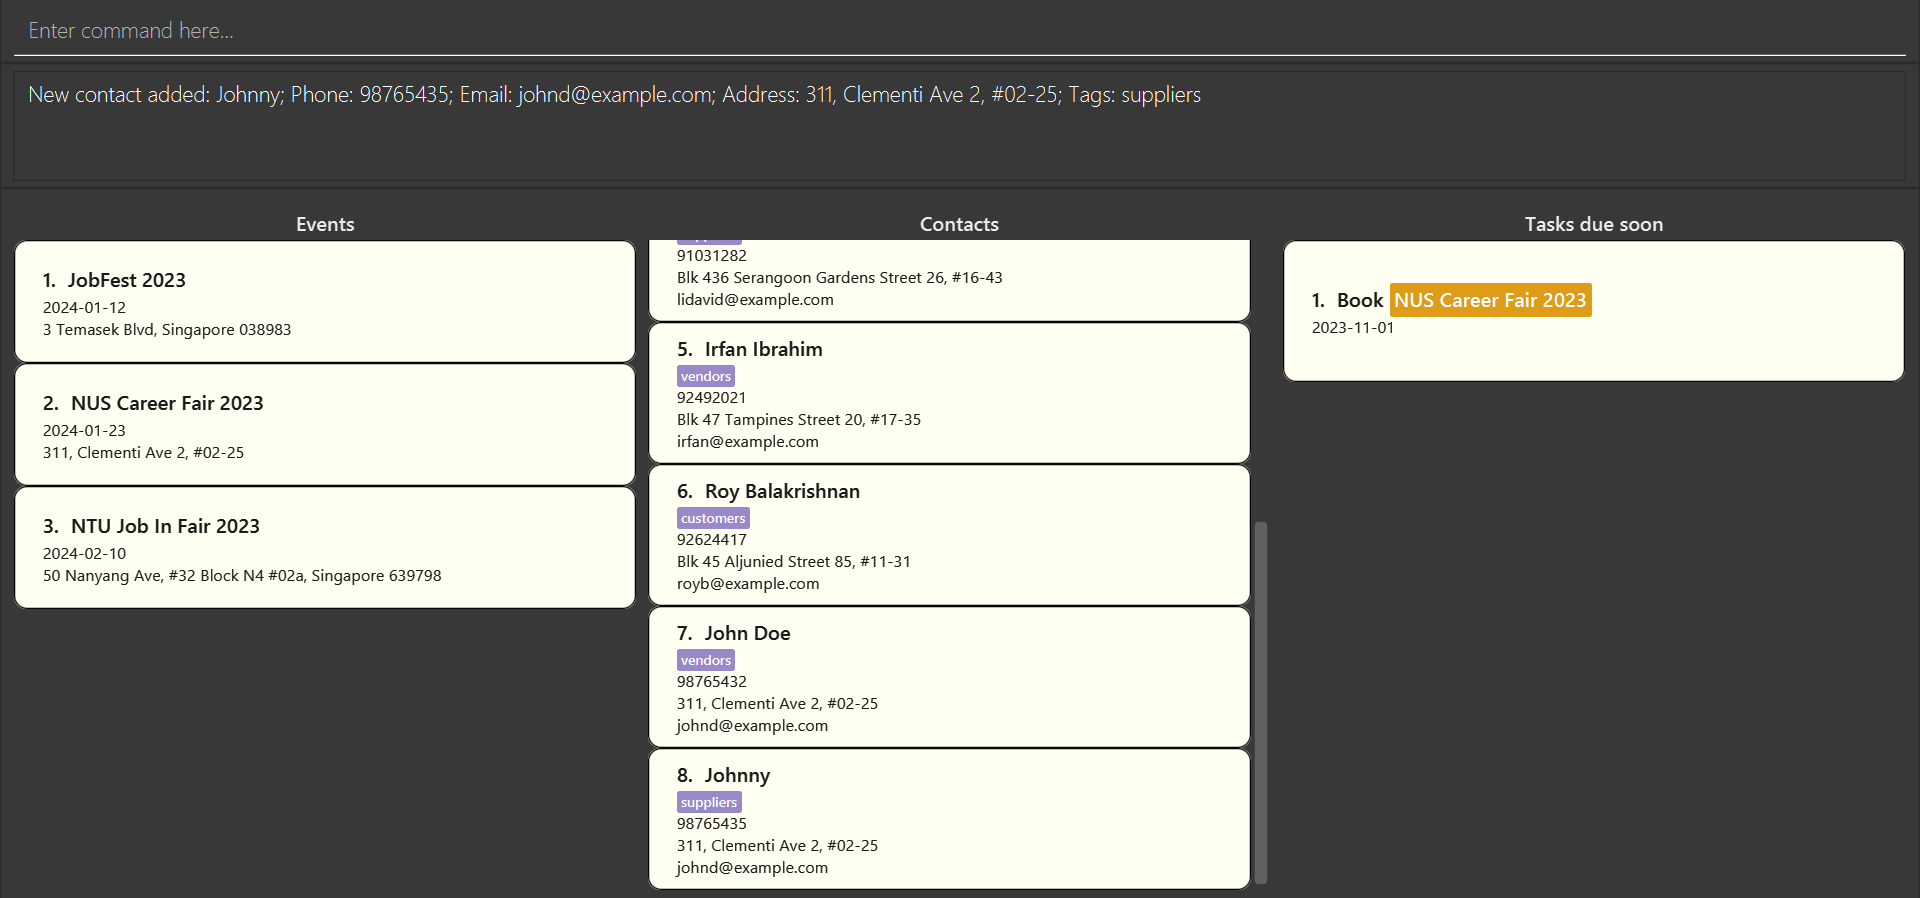 Enter command here...
New contact added: Johnny; Phone: 98765435; Email: johnd@example.com; Address: 311, Clementi Ave 2, #02-25; Tags: suppliers
Events
1. JobFest 2023
2024-01-12
3 Temasek Blvd, Singapore 038983
2. NUS Career Fair 2023
2024-01-23
311, Clementi Ave 2, #02-25
3. NTU Job In Fair 2023
2024-02-10
50 Nanyang Ave, #32 Block N4 #02a, Singapore 639798
Contacts
91031282
Blk 436 Serangoon Gardens Street 26, #16-43
lidavid@example.com
5. Irfan Ibrahim
vendors
92492021
Blk 47 Tampines Street 20, #17-35
irfan@example.com
6. Roy Balakrishnan
customers
92624417
Blk 45 Aljunied Street 85, #11-31
royb@example.com
7. John Doe
vendors
98765432
311, Clementi Ave 2, #02-25
johnd@example.com
8. Johnny
suppliers
98765435
311, Clementi Ave 2, #02-25
johnd@example.com
Tasks due soon
1. Book NUS Career Fair 2023
2023-11-01